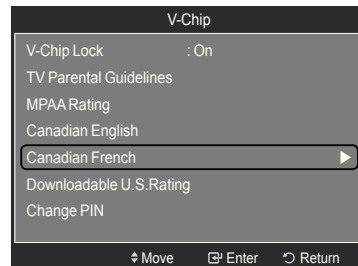 V-Chip
V-Chip Lock : On
TV Parental Guidelines
MPAA Rating
Canadian English
Canadian French
Downloadable U.S.Rating
Change PIN
Move Enter Return